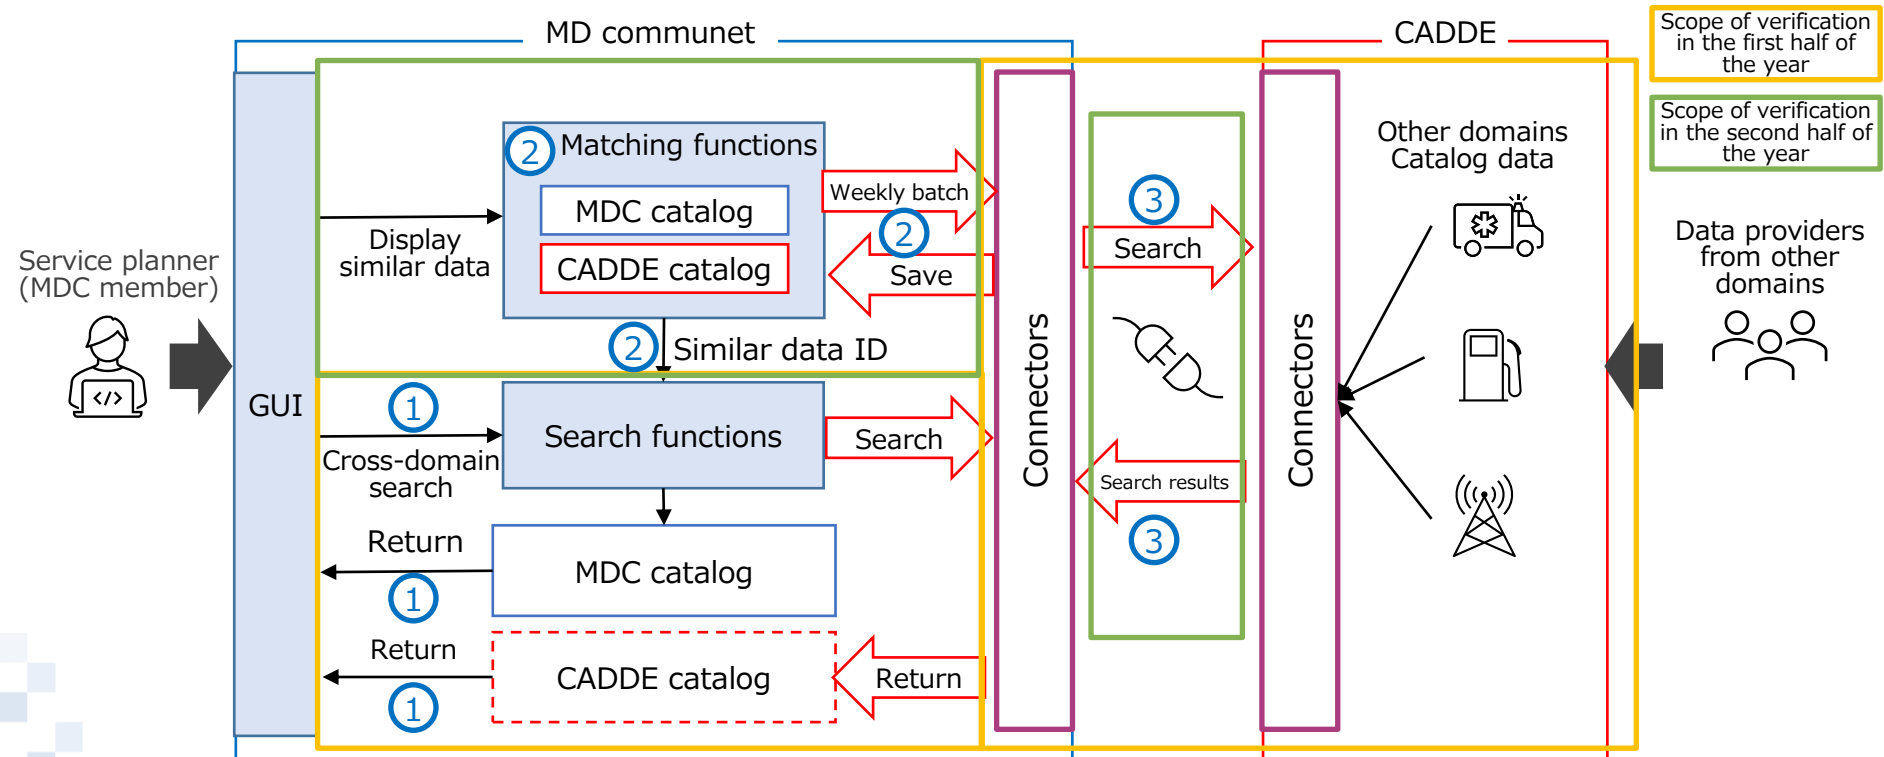 MD communet
CADDE
Scope of verification
in the first half of
the year
Scope of verification
in the second half of
the year
Service planner
(MDC member)
</>
GUI
2
Matching functions
MDC catalog
CADDE catalog
Display
similar data
Weekly batch
2
Save
2
Similar data ID
1
Cross-domain
search
Search functions
Search
Return
1
MDC catalog
Return
1
CADDE catalog
Return
Connectors
3
Search
Search results
3
Connectors
Other domains
Catalog data
Data providers
from other
domains